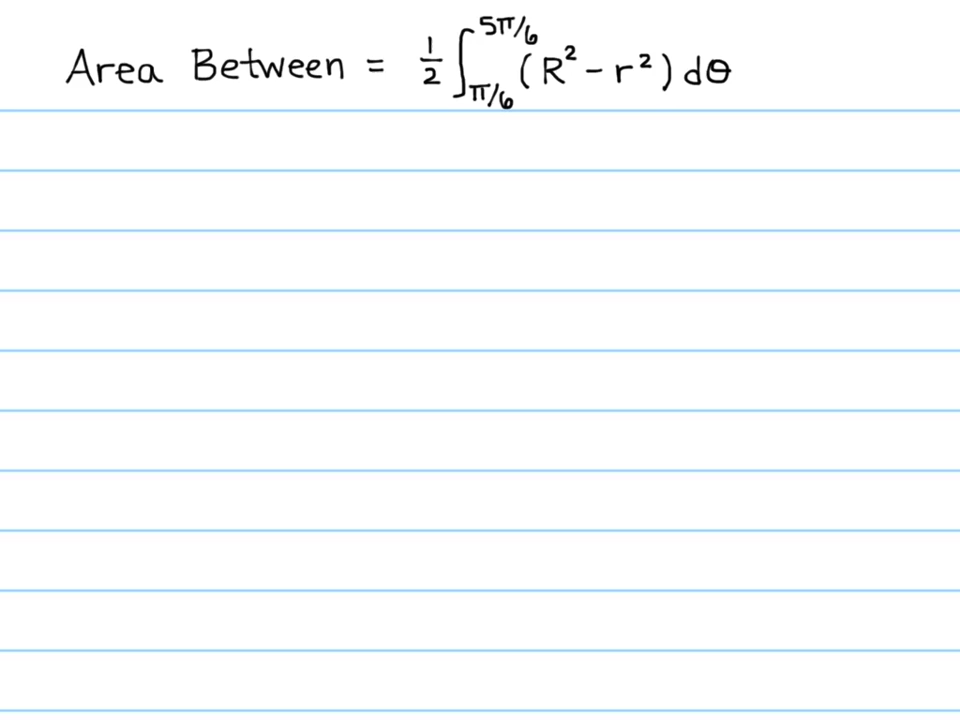 Area Between = 1/2 ∫_{π/6}^{5π/6} (R² - r²) dθ